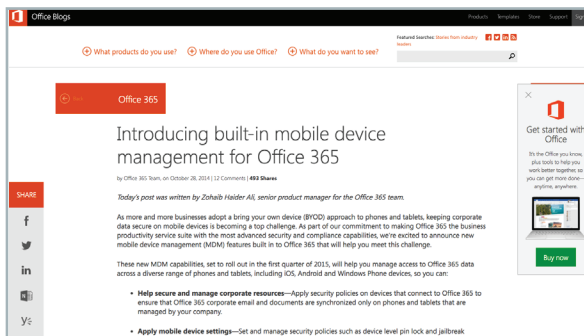 Office Blogs
Products Templates Store Support Sign
What products do you use? Where do you use Office? What do you want to see?
Featured Searches: Stories from industry
leaders
Back
Office 365
Introducing built-in mobile device
management for Office 365
by Office 365 Team, on October 28, 2014 | 12 Comments | 493 Shares
Today's post was written by Zohaib Haider Ali, senior product manager for the Office 365 team.
As more and more businesses adopt a bring your own device (BYOD) approach to phones and tablets, keeping corporate
data secure on mobile devices is becoming a top challenge. As part of our commitment to making Office 365 the business
productivity service suite with the most advanced security and compliance capabilities, we're excited to announce new
mobile device management (MDM) features built in to Office 365 that will help you meet this challenge.
These new MDM capabilities, set to roll out in the first quarter of 2015, will help you manage access to Office 365 data
across a diverse range of phones and tablets, including iOS, Android and Windows Phone devices, so you can:
• Help secure and manage corporate resources—Apply security policies on devices that connect to Office 365 to
ensure that Office 365 corporate email and documents are synchronized only on phones and tablets that are
managed by your company.
• Apply mobile device settings—Set and manage security policies such as device level pin lock and jailbreak
SHARE
Get started with
Office
It's the Office you know,
plus tools to help you
work better together, so
you can get more done—
anytime, anywhere.
Buy now